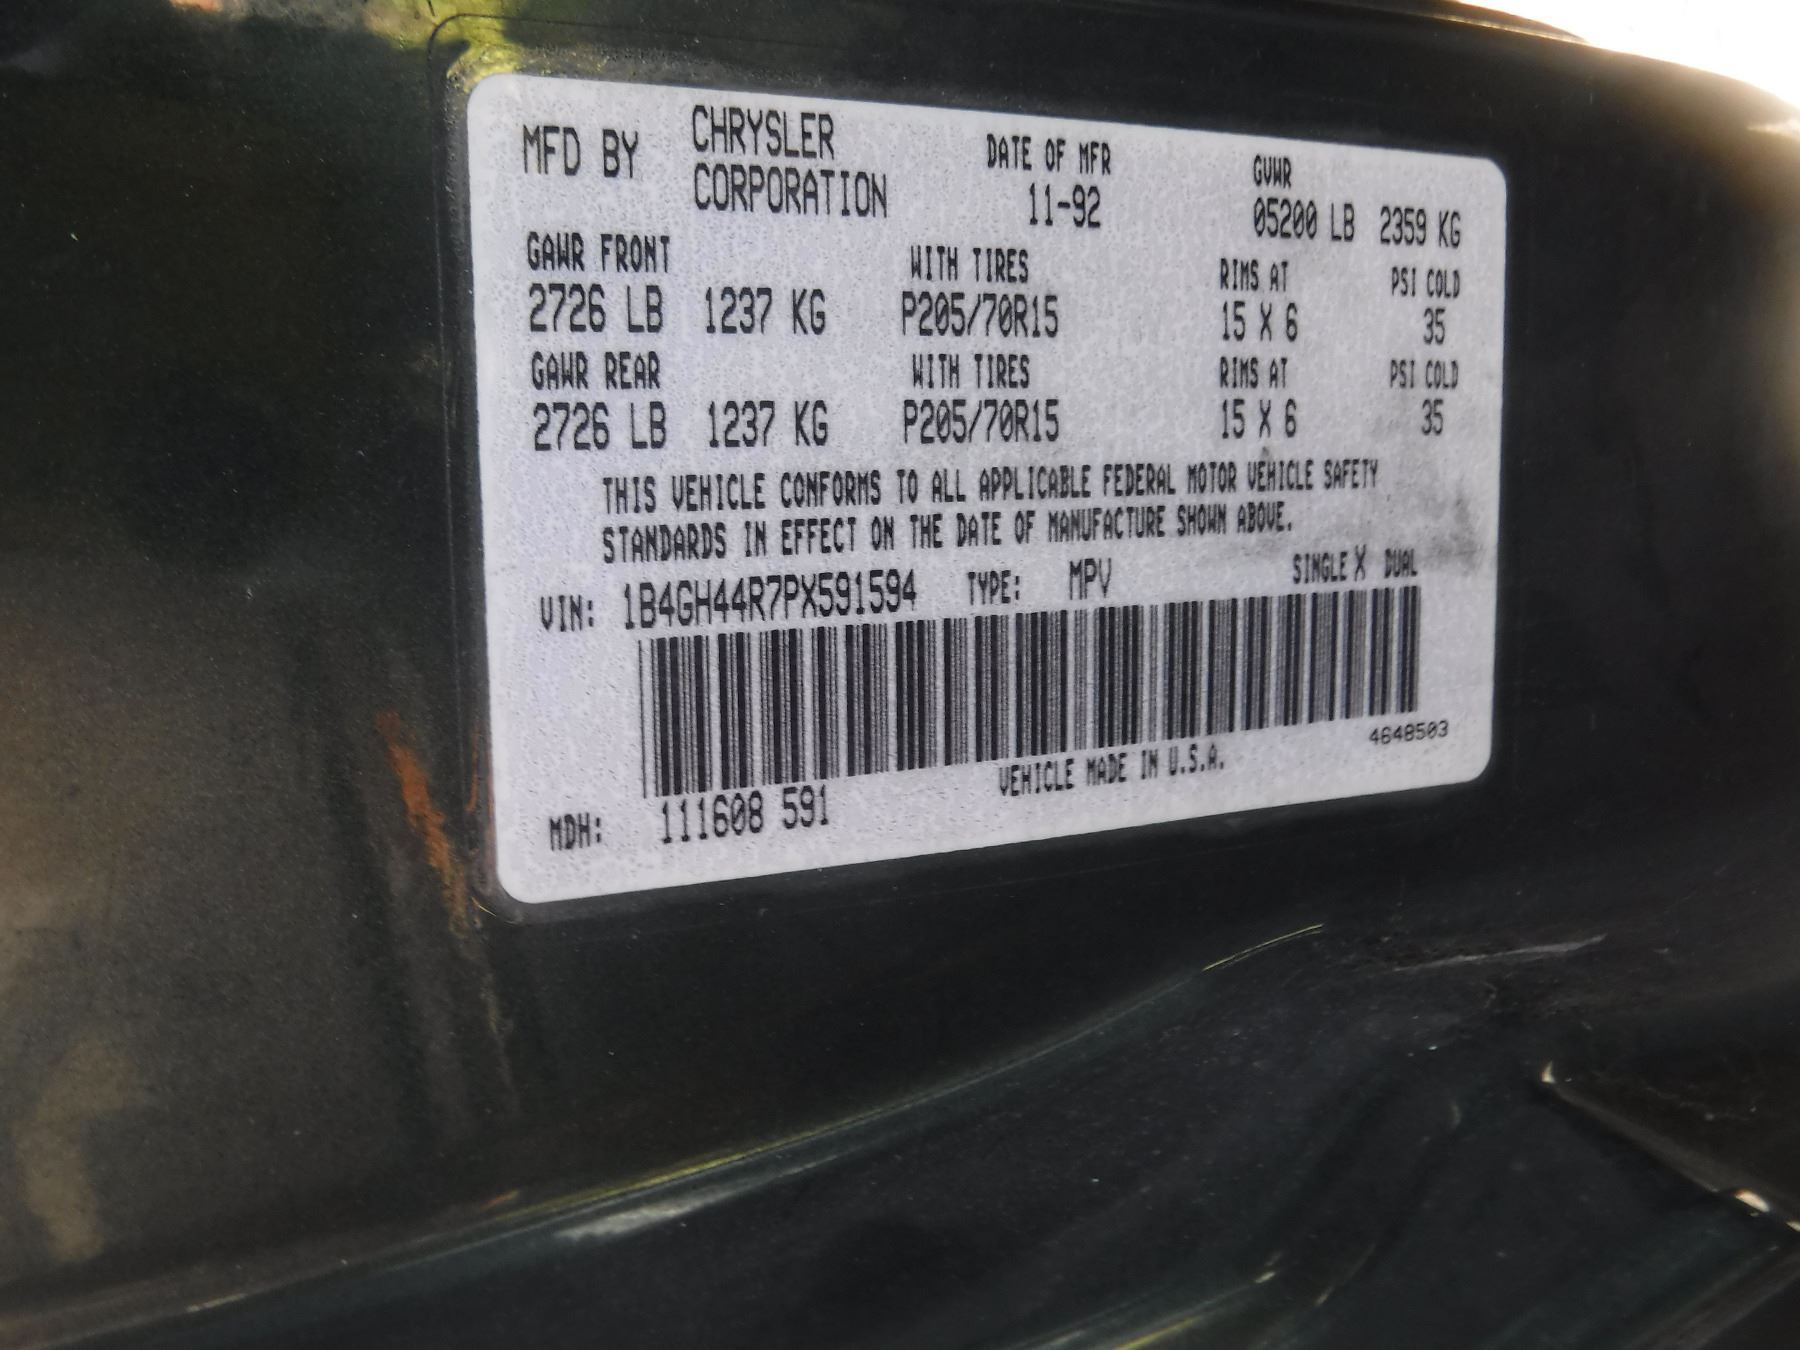 MFD BY CHRYSLER CORPORATION DATE OF MFR 11-92 GVWR 05200 LB 2359 KG
GAWR FRONT WITH TIRES RIMS AT PSI COLD
2726 LB 1237 KG P205/70R15 15 X 6 35
GAWR REAR WITH TIRES RIMS AT PSI COLD
2726 LB 1237 KG P205/70R15 15 X 6 35
THIS VEHICLE CONFORMS TO ALL APPLICABLE FEDERAL MOTOR VEHICLE SAFETY
STANDARDS IN EFFECT ON THE DATE OF MANUFACTURE SHOWN ABOVE.
VIN: 1B4GH44R7PX591594 TYPE: MPV SINGLE X DUAL
4648503
MDH: 111608 591 VEHICLE MADE IN U.S.A.